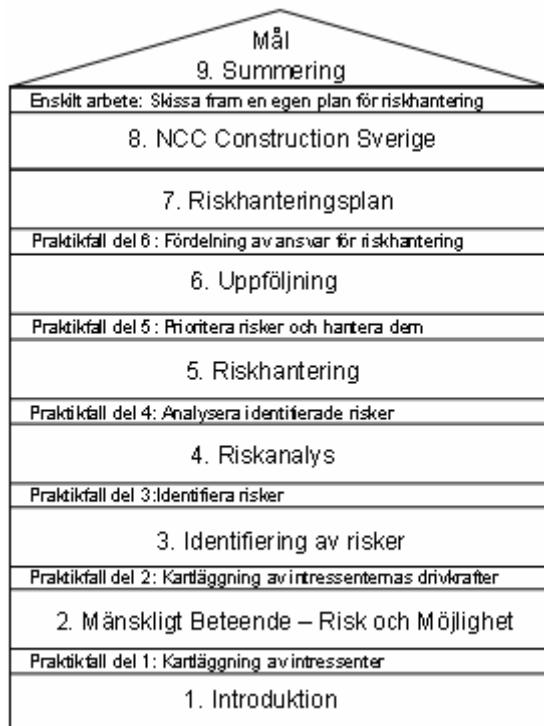 Mål
9. Summering
Enskilt arbete: Skissa fram en egen plan för riskhantering
8. NCC Construction Sverige
7. Riskhanteringsplan
Praktikfall del 6: Fördelning av ansvar för riskhantering
6. Uppföljning
Praktikfall del 5: Prioritera risker och hantera dem
5. Riskhantering
Praktikfall del 4: Analysera identifierade risker
4. Riskanalys
Praktikfall del 3:Identifiera risker
3. Identifiering av risker
Praktikfall del 2: Kartläggning av intressenternas drivkrafter
2. Mänskligt Beteende – Risk och Möjlighet
Praktikfall del 1: Kartläggning av intressenter
1. Introduktion